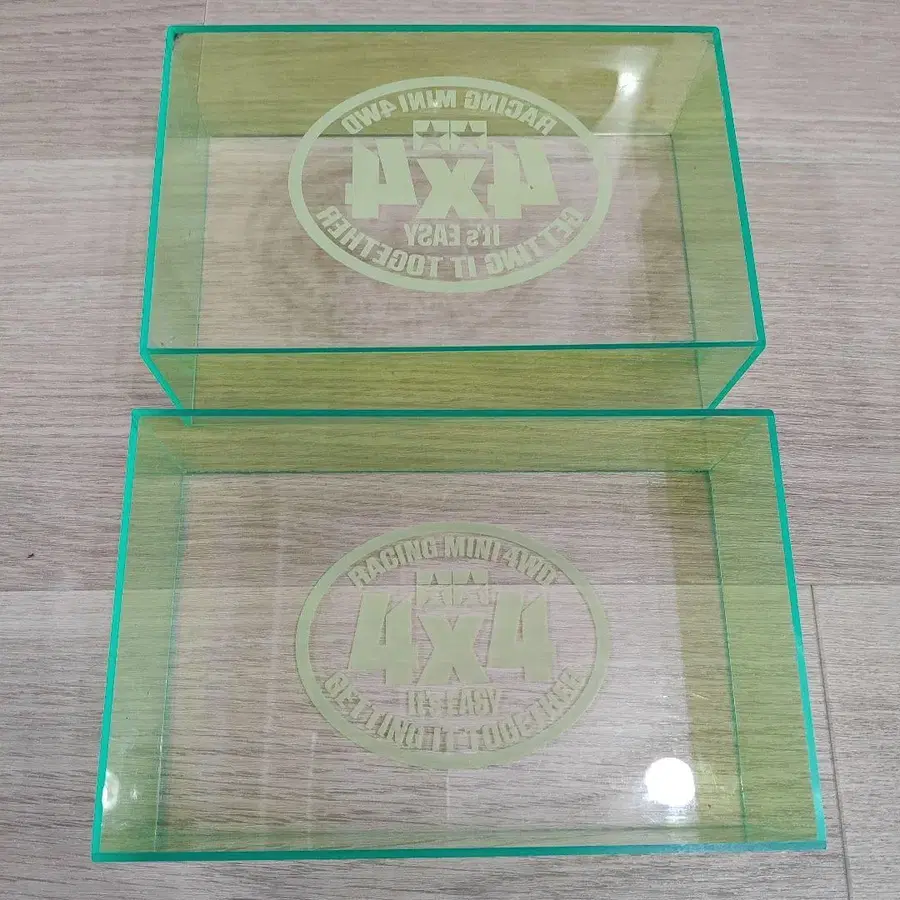 RACING MINI 4WD
4x4
It's EASY
GETTING IT TOGETHER
RACING MINI 4WD
4x4
It's EASY
GETTING IT TOGETHER